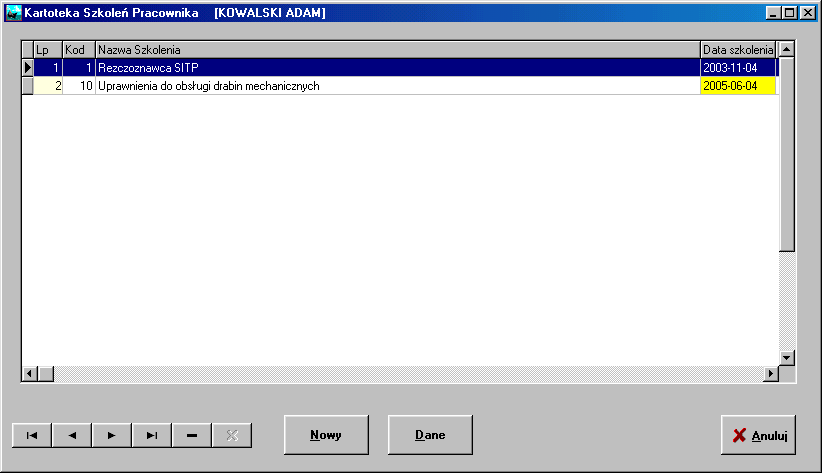 Kartoteka Szkoleń Pracownika [KOWALSKI ADAM]
Lp Kod Nazwa Szkolenia Data szkolenia
1 1 Rezczoznawca SITP 2003-11-04
2 10 Uprawnienia do obsługi drabin mechanicznych 2005-06-04
Nowy Dane Anuluj